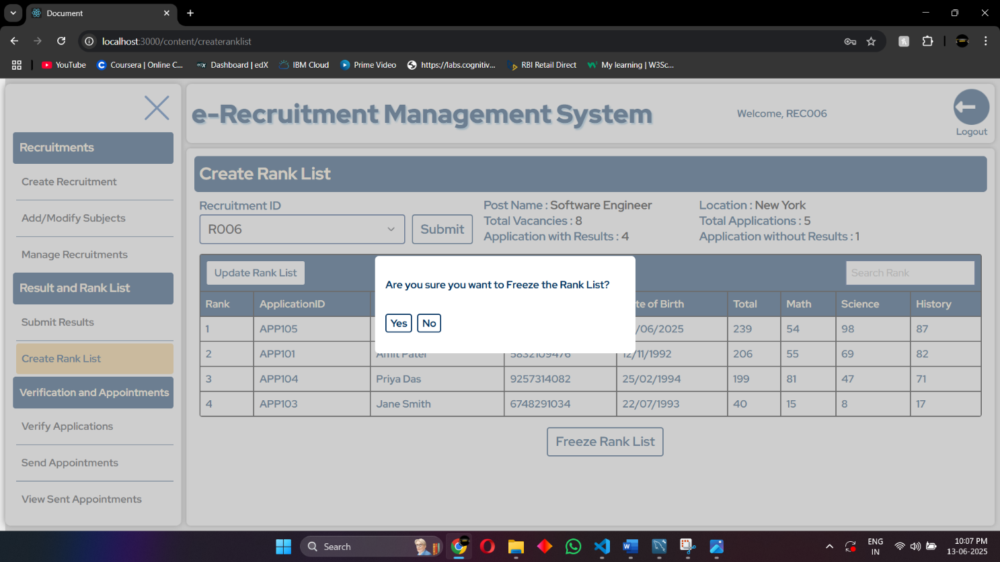 Document
localhost:3000/content/createranklist
YouTube
Coursera | Online C...
Dashboard | edX
IBM Cloud
Prime Video
https://labs.cognitiv...
RBI Retail Direct
My learning | W3Sc...
e-Recruitment Management System
Welcome, REC006
Logout
Recruitments
Create Recruitment
Add/Modify Subjects
Manage Recruitments
Result and Rank List
Submit Results
Create Rank List
Verification and Appointments
Verify Applications
Send Appointments
View Sent Appointments
Create Rank List
Recruitment ID
R006
Submit
Post Name : Software Engineer
Total Vacancies : 8
Application with Results : 4
Location : New York
Total Applications : 5
Application without Results : 1
Update Rank List
Search Rank
Are you sure you want to Freeze the Rank List?
Yes No
Rank ApplicationID te of Birth Total Math Science History
1 APP105 /06/2025 239 54 98 87
2 APP101 Amit Patel 5832109476 12/11/1992 206 55 69 82
3 APP104 Priya Das 9257314082 25/02/1994 199 81 47 71
4 APP103 Jane Smith 6748291034 22/07/1993 40 15 8 17
Freeze Rank List
Search
ENG
IN
10:07 PM
13-06-2025